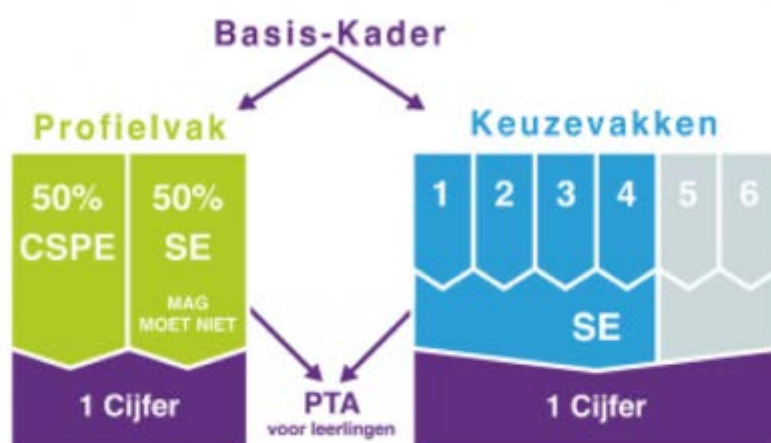 Basis-Kader
Profielvak
50%
CSPE
50%
SE
MAG
MOET NIET
1 Cijfer
PTA
voor leerlingen
Keuzevakken
1 2 3 4 5 6
SE
1 Cijfer